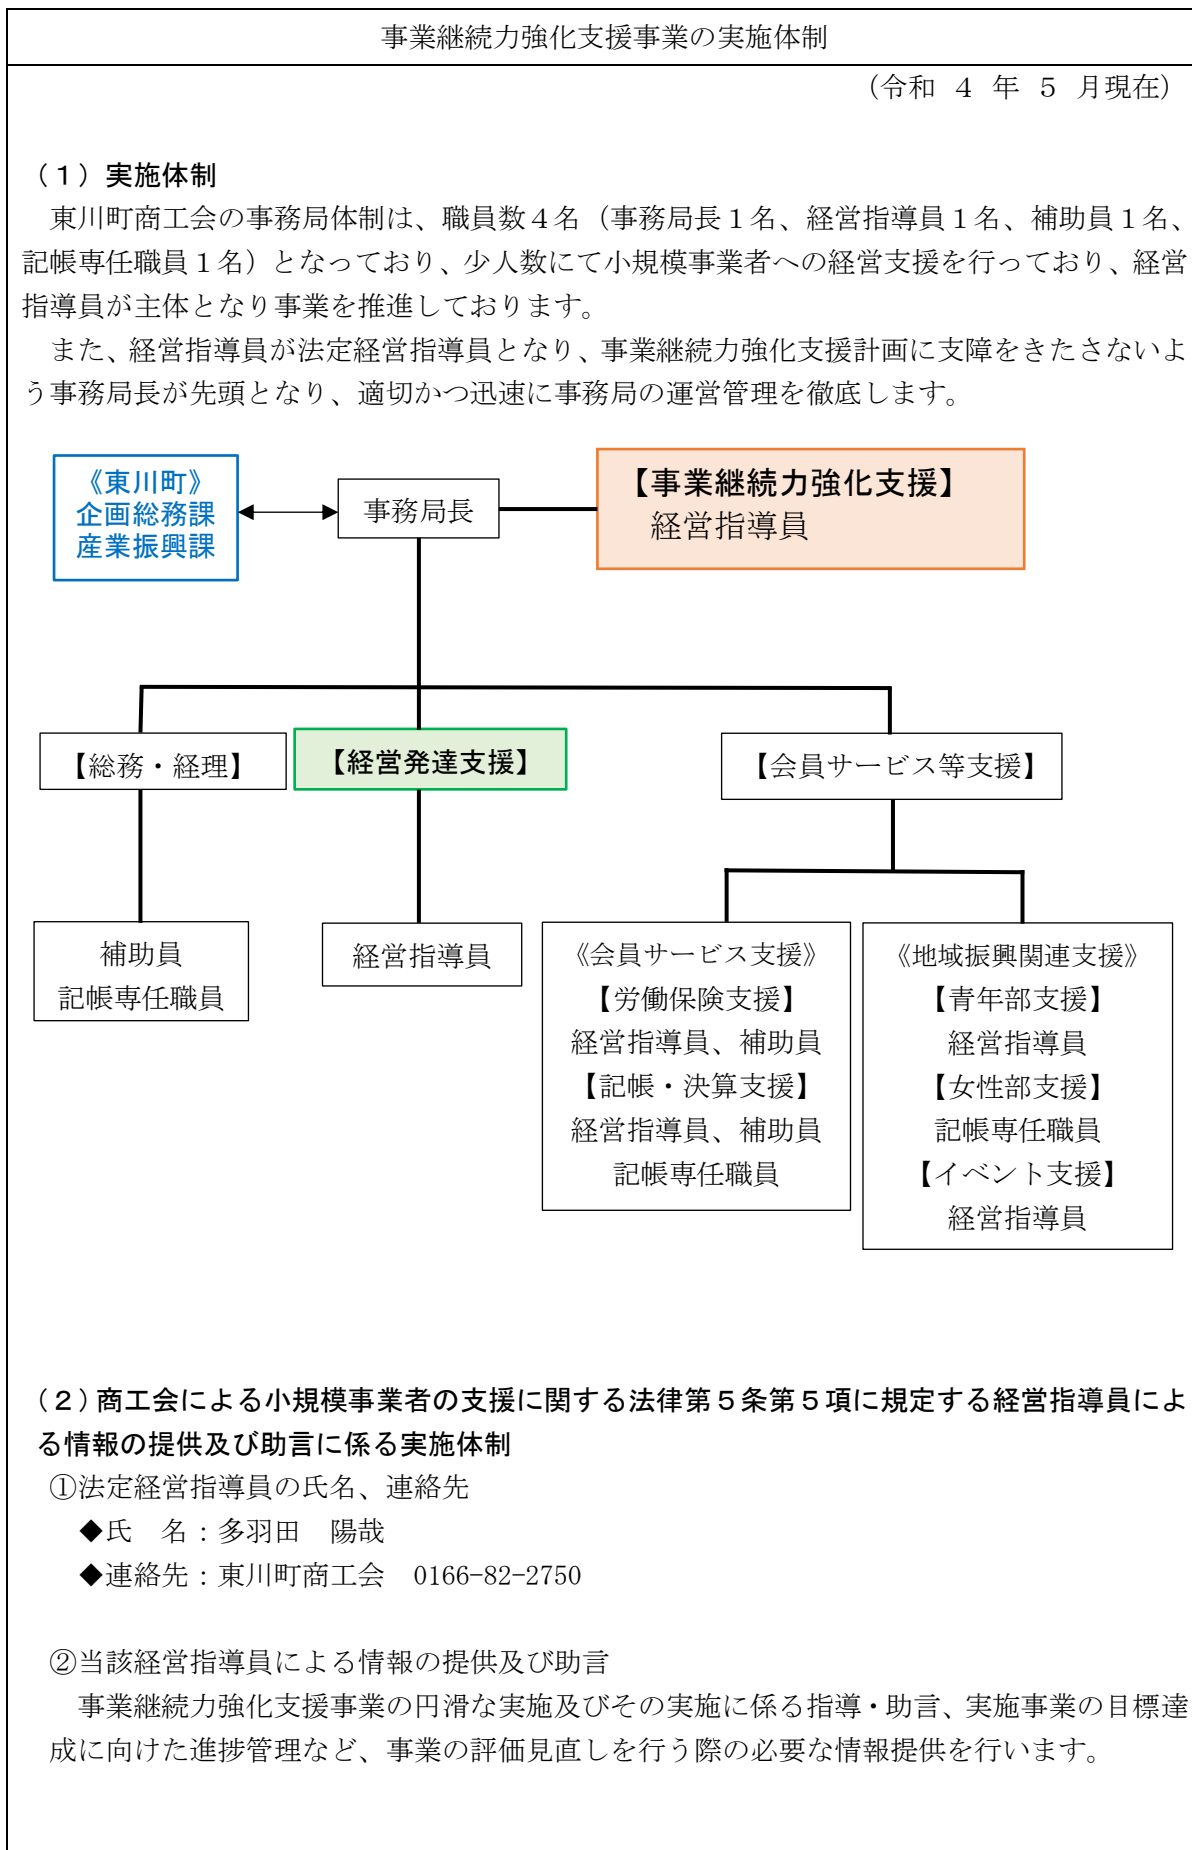 事業継続力強化支援事業の実施体制
（令和 ４ 年 ５ 月現在）
（１）実施体制
東川町商工会の事務局体制は、職員数４名（事務局長１名、経営指導員１名、補助員１名、
記帳専任職員１名）となっており、少人数にて小規模事業者への経営支援を行っており、経営
指導員が主体となり事業を推進しております。
また、経営指導員が法定経営指導員となり、事業継続力強化支援計画に支障をきたさないよ
う事務局長が先頭となり、適切かつ迅速に事務局の運営管理を徹底します。
《東川町》
企画総務課
産業振興課
事務局長
【事業継続力強化支援】
経営指導員
【総務・経理】
【経営発達支援】
【会員サービス等支援】
補助員
記帳専任職員
経営指導員
《会員サービス支援》
【労働保険支援】
経営指導員、補助員
【記帳・決算支援】
経営指導員、補助員
記帳専任職員
《地域振興関連支援》
【青年部支援】
経営指導員
【女性部支援】
記帳専任職員
【イベント支援】
経営指導員
（２）商工会による小規模事業者の支援に関する法律第５条第５項に規定する経営指導員によ
る情報の提供及び助言に係る実施体制
①法定経営指導員の氏名、連絡先
◆氏　名：多羽田　陽哉
◆連絡先：東川町商工会　0166-82-2750
②当該経営指導員による情報の提供及び助言
事業継続力強化支援事業の円滑な実施及びその実施に係る指導・助言、実施事業の目標達
成に向けた進捗管理など、事業の評価見直しを行う際の必要な情報提供を行います。